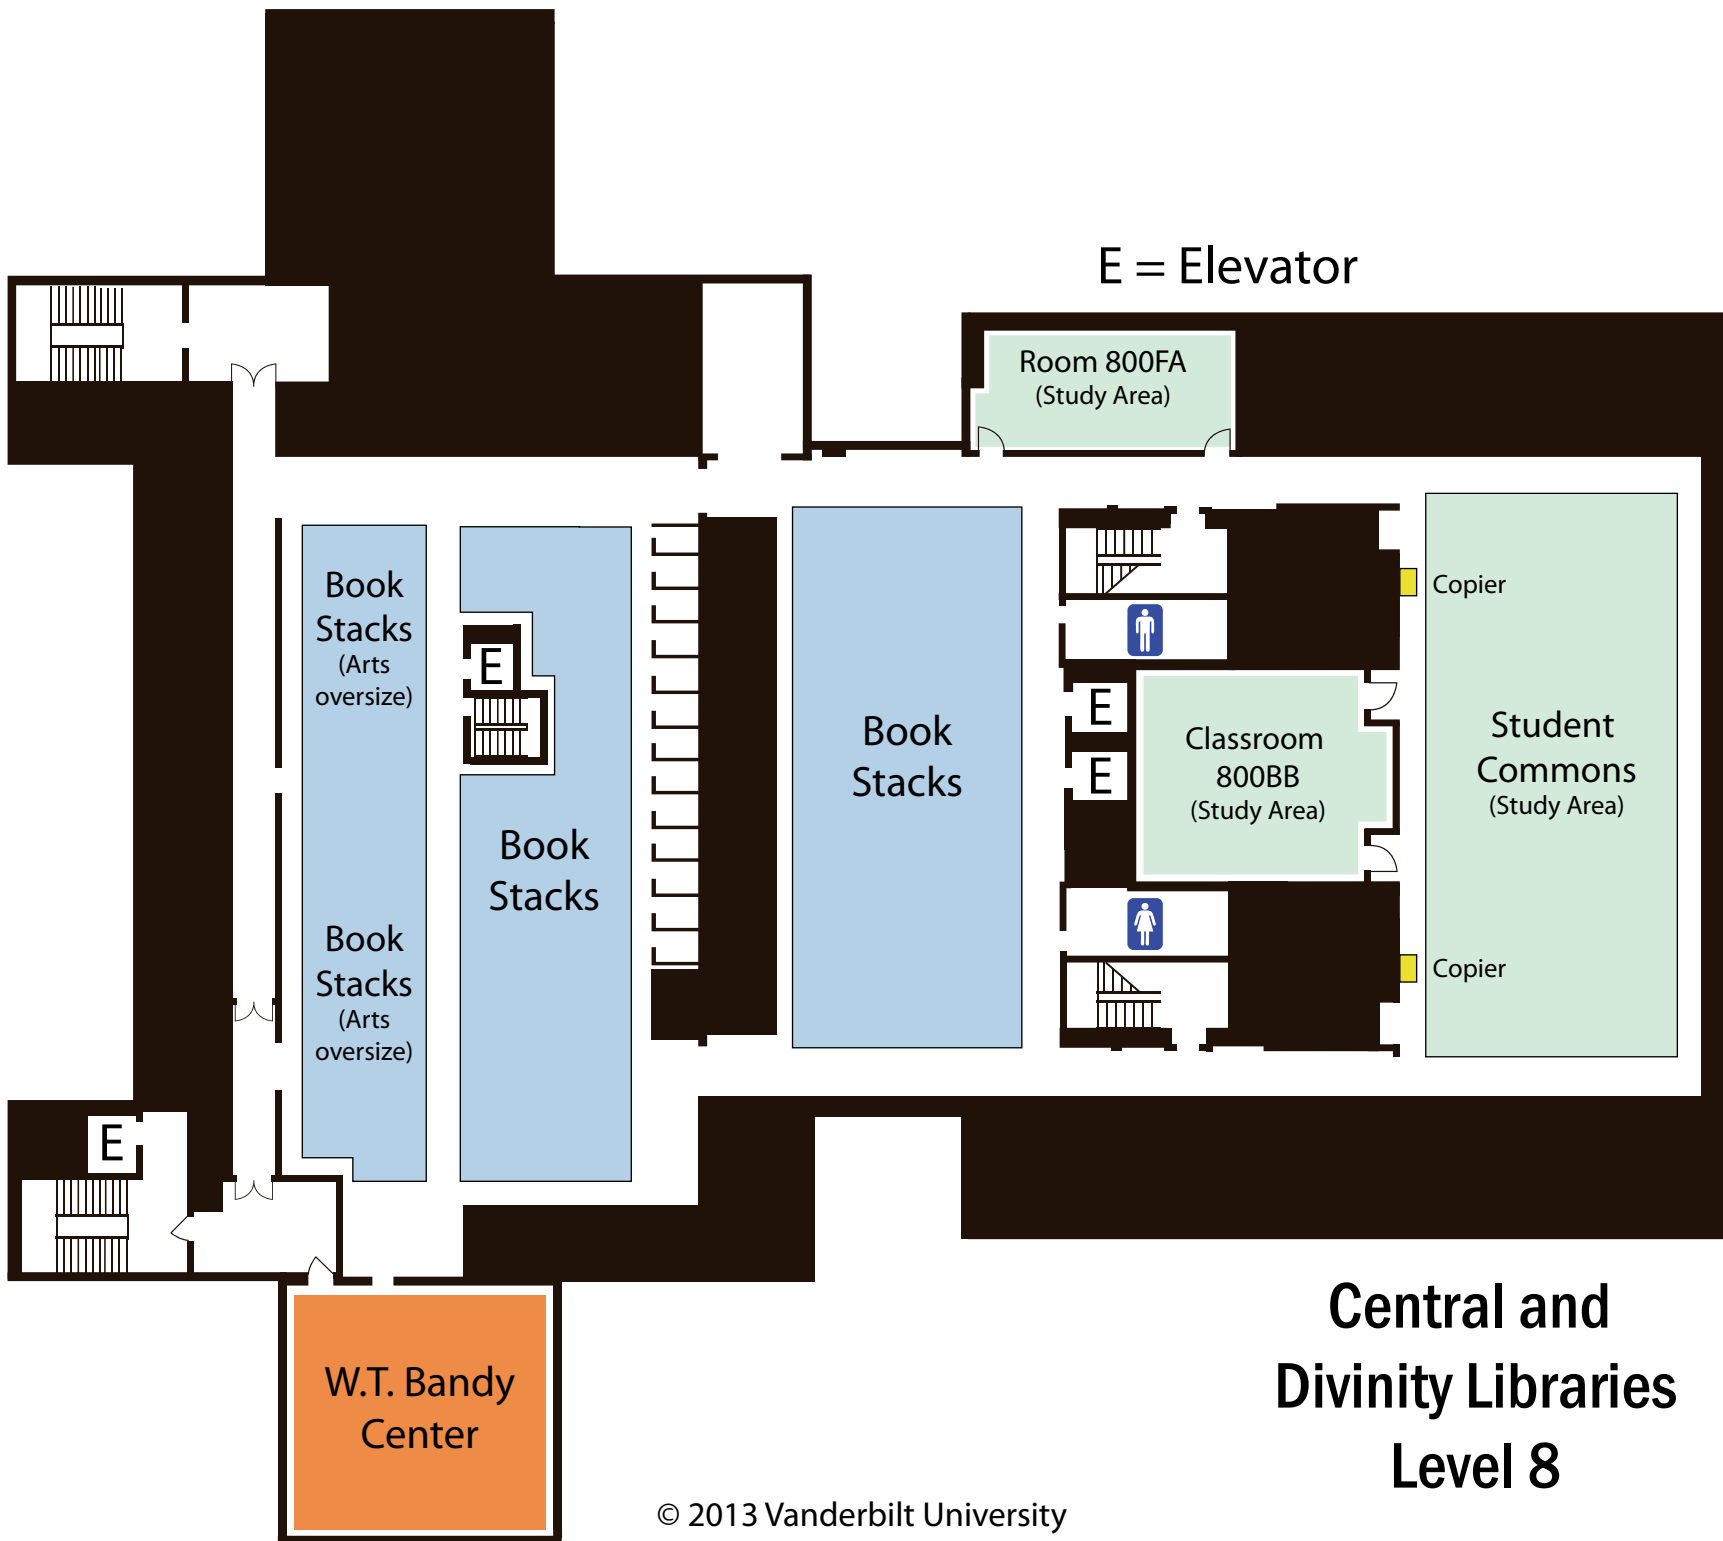 E = Elevator
Room 800FA
(Study Area)
Book
Stacks
(Arts
oversize)
E
Book
Stacks
Book
Stacks
(Arts
oversize)
E
Book
Stacks
E
E
Classroom
800BB
(Study Area)
Copier
Student
Commons
(Study Area)
Copier
W.T. Bandy
Center
Central and
Divinity Libraries
Level 8
© 2013 Vanderbilt University